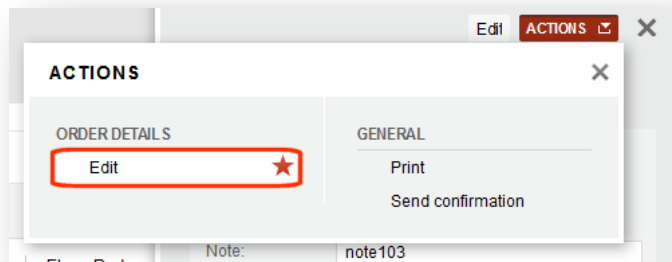 Edit ACTIONS
ACTIONS
ORDER DETAILS
Edit
GENERAL
Print
Send confirmation
Note: note103